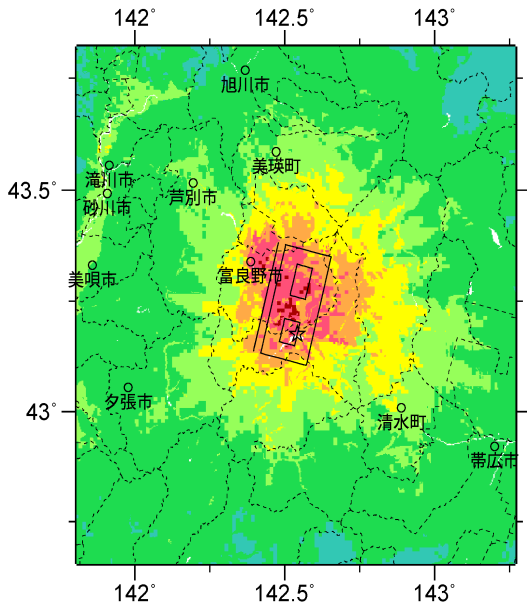 142° 142.5° 143°
旭川市
美瑛町
滝川市
芦別市
砂川市
43.5°
富良野市
美唄市
夕張市
43°
清水町
帯広市
142° 142.5° 143°